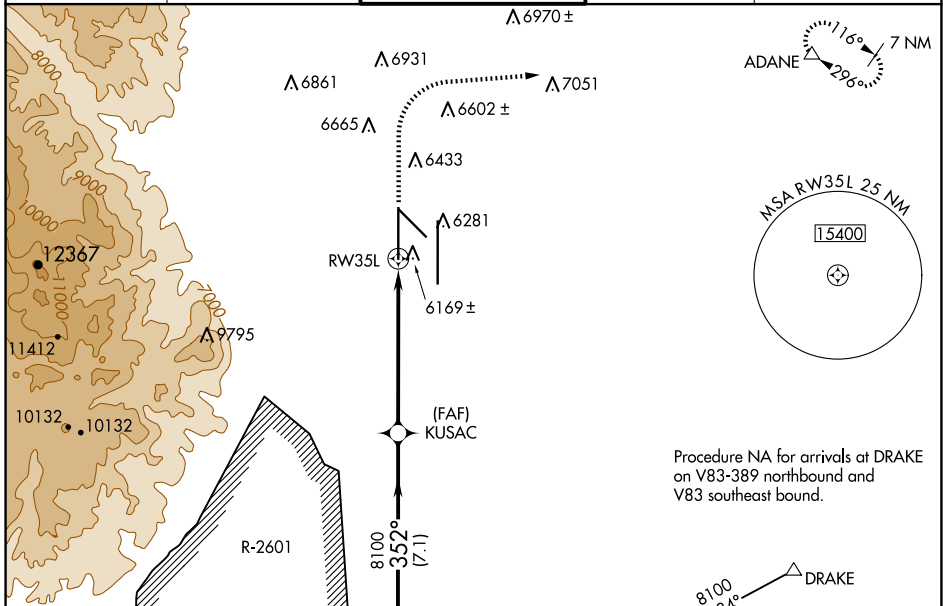 6970 ±
8000
6931
116°
7 NM
ADANE
296°
6861
7051
6602 ±
6665
6433
9000
10000
MSA RW35L 25 NM
15400
6281
12367
RW35L
11000
7000
6169 ±
9795
11412
(FAF)
KUSAC
10132
10132
Procedure NA for arrivals at DRAKE
on V83-389 northbound and
V83 southeast bound.
R-2601
8100
352°
(7.1)
DRAKE
8100